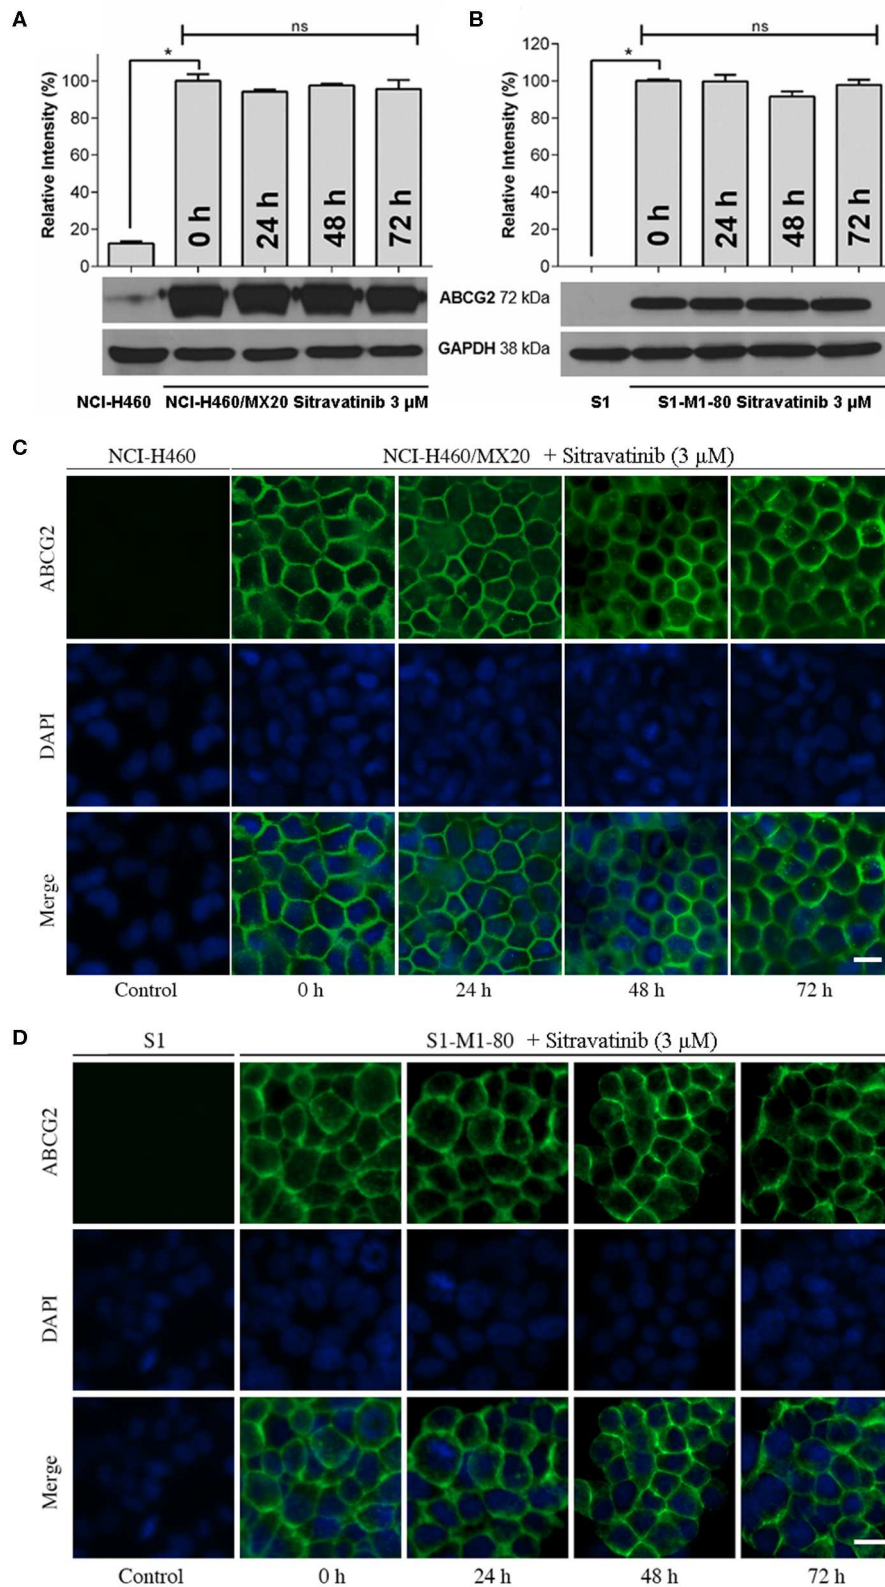 A
ns
*
Relative Intensity (%)
100
80
60
40
20
0
0 h
24 h
48 h
72 h
B
ns
*
Relative Intensity (%)
120
100
80
60
40
20
0
0 h
24 h
48 h
72 h
ABCG2 72 kDa
GAPDH 38 kDa
NCI-H460 NCI-H460/MX20 Sitravatinib 3 µM
S1 S1-M1-80 Sitravatinib 3 µM
C
NCI-H460 NCI-H460/MX20 + Sitravatinib (3 µM)
ABCG2
DAPI
Merge
Control 0 h 24 h 48 h 72 h
D
S1 S1-M1-80 + Sitravatinib (3 µM)
ABCG2
DAPI
Merge
Control 0 h 24 h 48 h 72 h